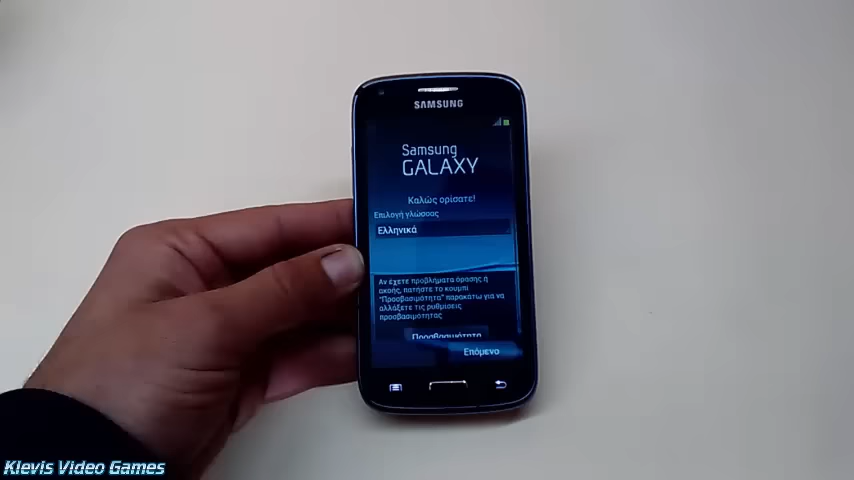 SAMSUNG
Samsung
GALAXY
Καλώς ορίσατε!
Επιλογή γλώσσας
Ελληνικά
Αν έχετε προβλήματα όρασης ή
ακοής, πατήστε το κουμπί
"Προσβασιμότητα" παρακάτω για να
αλλάξετε τις ρυθμίσεις
προσβασιμότητας
Προσβασιμότητα
Επόμενο
Klevis Video Games